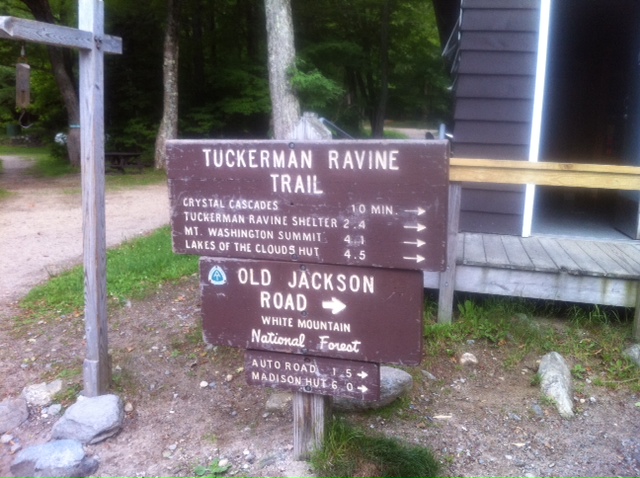 TUCKERMAN RAVINE
TRAIL
CRYSTAL CASCADES 10 MIN. →
TUCKERMAN RAVINE SHELTER 2.4 →
MT. WASHINGTON SUMMIT 4.1 →
LAKES OF THE CLOUDS HUT 4.5 →
OLD JACKSON
ROAD →
WHITE MOUNTAIN
National Forest
AUTO ROAD 1.5 →
MADISON HUT 6.0 →